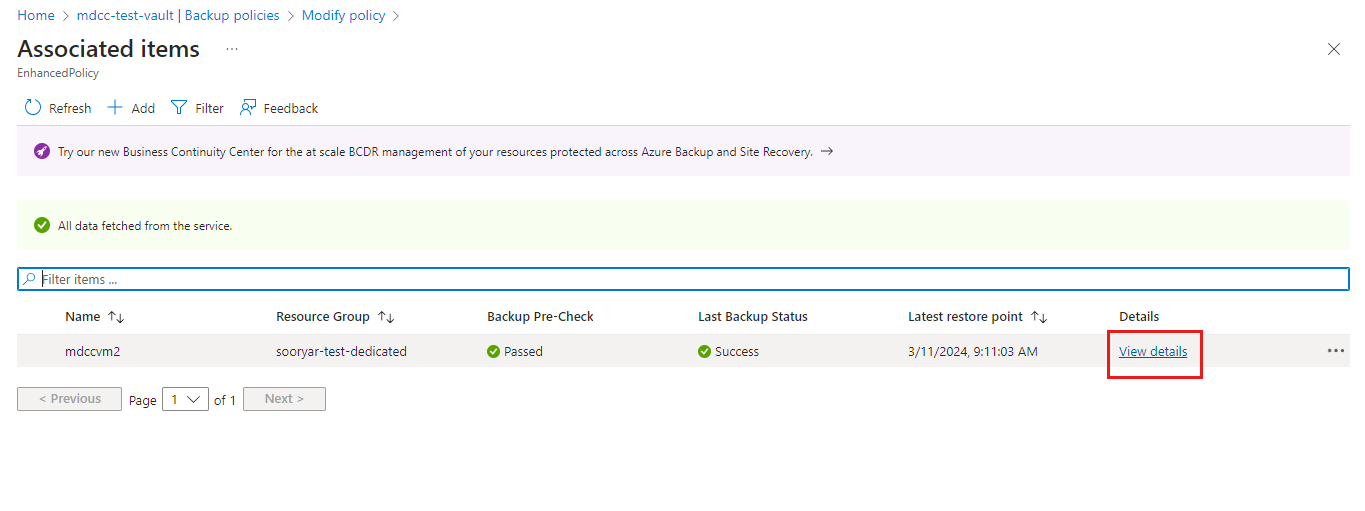 Home > mdcc-test-vault | Backup policies > Modify policy >
Associated items ...
EnhancedPolicy
Refresh + Add Filter Feedback
Try our new Business Continuity Center for the at scale BCDR management of your resources protected across Azure Backup and Site Recovery. →
All data fetched from the service.
Filter items ...
Name ↑↓ Resource Group ↑↓ Backup Pre-Check Last Backup Status Latest restore point ↑↓ Details
mdccvm2 sooryar-test-dedicated Passed Success 3/11/2024, 9:11:03 AM View details ...
< Previous Page 1 of 1 Next >